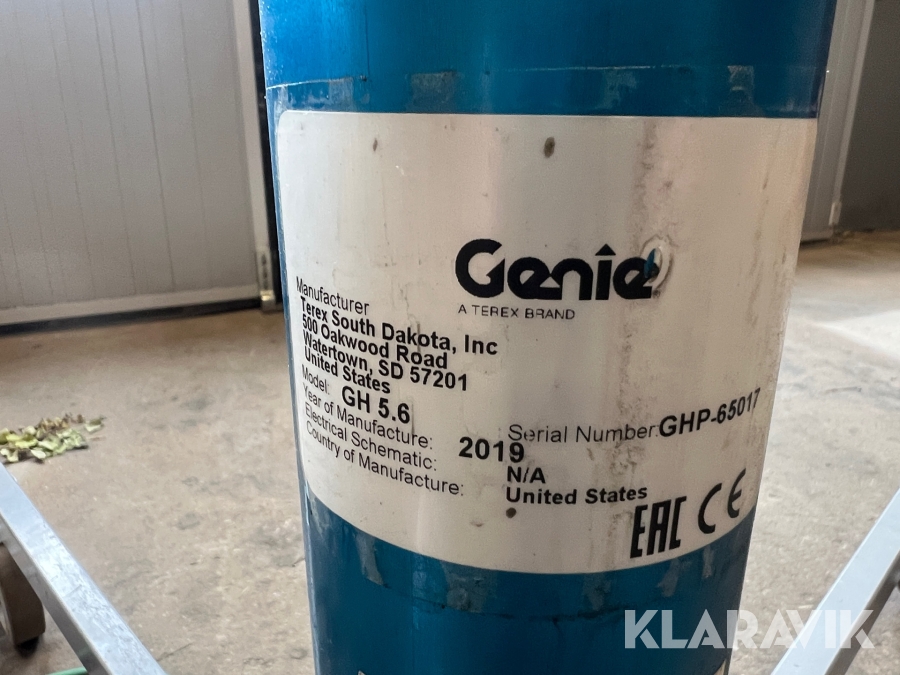 Genie
A TEREX BRAND
Manufacturer
Terex South Dakota, Inc
500 Oakwood Road
Watertown, SD 57201
United States
Model: GH 5.6
Serial Number: GHP-65017
Year of Manufacture: 2019
Electrical Schematic: N/A
Country of Manufacture: United States
EAC CE
KLARAVIK